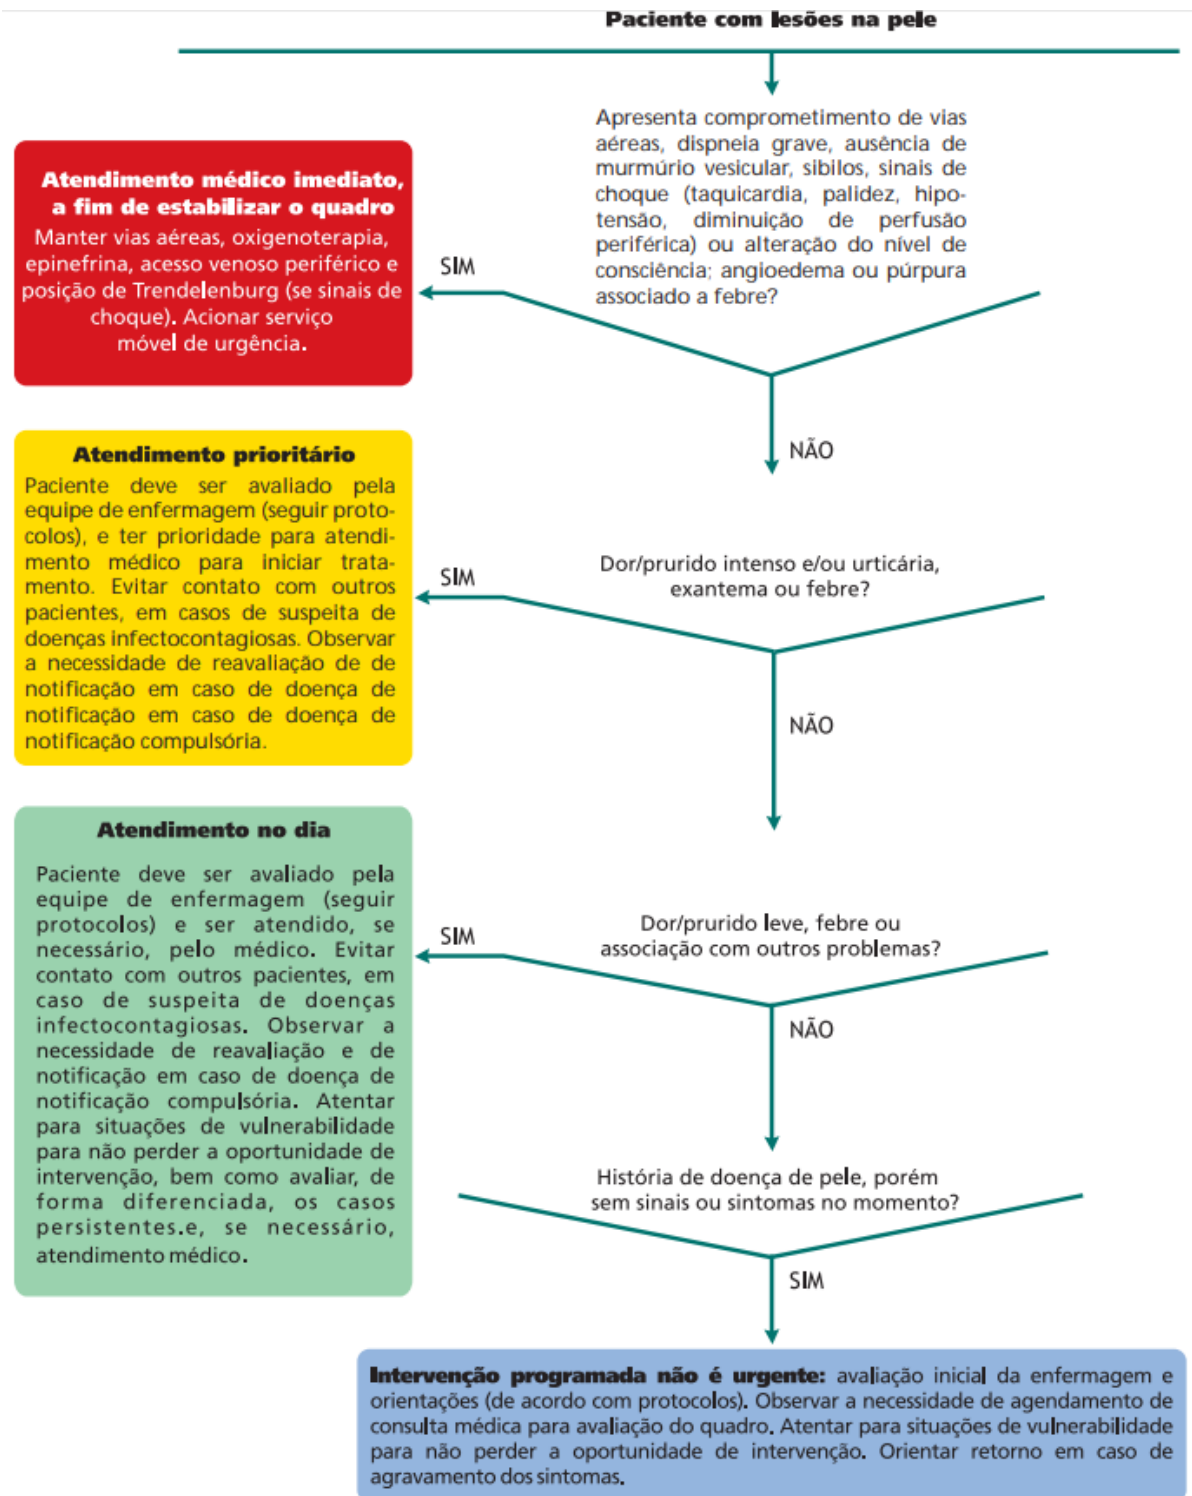 Paciente com lesões na pele
Apresenta comprometimento de vias
aéreas, dispneia grave, ausência de
murmúrio vesicular, sibilos, sinais de
choque (taquicardia, palidez, hipo-
tensão, diminuição de perfusão
periférica) ou alteração do nível de
consciência; angioedema ou púrpura
associado a febre?
SIM
Atendimento médico imediato,
a fim de estabilizar o quadro
Manter vias aéreas, oxigenoterapia,
epinefrina, acesso venoso periférico e
posição de Trendelenburg (se sinais de
choque). Acionar serviço
móvel de urgência.
NÃO
Dor/prurido intenso e/ou urticária,
exantema ou febre?
SIM
Atendimento prioritário
Paciente deve ser avaliado pela
equipe de enfermagem (seguir proto-
colos), e ter prioridade para atendi-
mento médico para iniciar trata-
mento. Evitar contato com outros
pacientes, em casos de suspeita de
doenças infectocontagiosas. Observar
a necessidade de reavaliação de de
notificação em caso de doença de
notificação em caso de doença de
notificação compulsória.
NÃO
Dor/prurido leve, febre ou
associação com outros problemas?
SIM
Atendimento no dia
Paciente deve ser avaliado pela
equipe de enfermagem (seguir
protocolos) e ser atendido, se
necessário, pelo médico. Evitar
contato com outros pacientes, em
caso de suspeita de doenças
infectocontagiosas. Observar a
necessidade de reavaliação e de
notificação em caso de doença de
notificação compulsória. Atentar
para situações de vulnerabilidade
para não perder a oportunidade de
intervenção, bem como avaliar, de
forma diferenciada, os casos
persistentes.e, se necessário,
atendimento médico.
NÃO
História de doença de pele, porém
sem sinais ou sintomas no momento?
SIM
Intervenção programada não é urgente: avaliação inicial da enfermagem e
orientações (de acordo com protocolos). Observar a necessidade de agendamento de
consulta médica para avaliação do quadro. Atentar para situações de vulnerabilidade
para não perder a oportunidade de intervenção. Orientar retorno em caso de
agravamento dos sintomas.